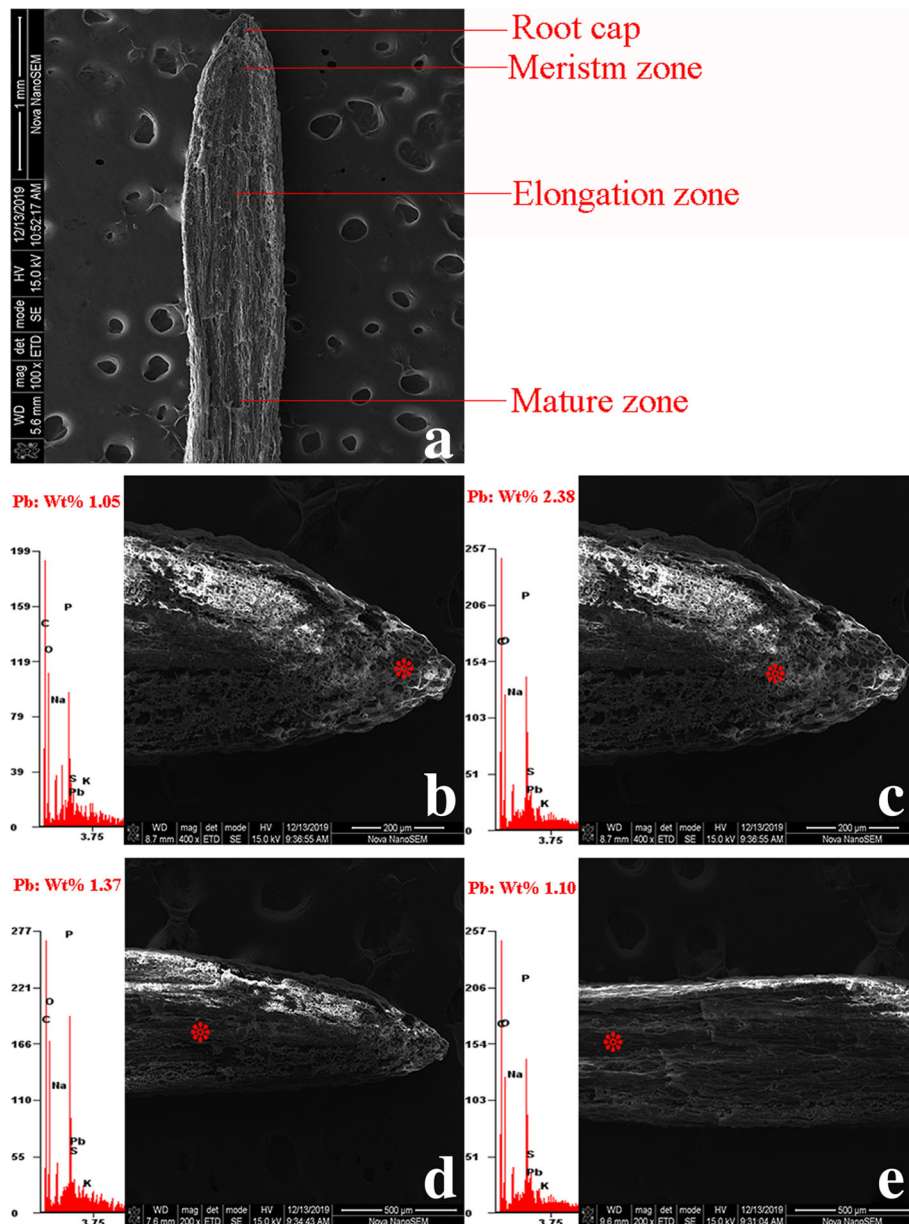 Root cap
Meristm zone
Elongation zone
Mature zone
1 mm
Nova NanoSEM
12/13/2019
10:52:17 AM
HV
15.0 kV
mode
SE
det
ETD
mag
100 x
WD
5.6 mm
a
Pb: Wt% 1.05
199
159
119
79
39
0
C
O
Na
P
S
Pb
K
3.75
WD mag det mode HV 12/13/2019 200 µm
8.7 mm 400 x ETD SE 15.0 kV 9:36:55 AM Nova NanoSEM
b
Pb: Wt% 2.38
257
206
154
103
51
0
C
O
Na
P
S
Pb
K
3.75
WD mag det mode HV 12/13/2019 200 µm
8.7 mm 400 x ETD SE 15.0 kV 9:36:55 AM Nova NanoSEM
c
Pb: Wt% 1.37
277
221
166
110
55
0
P
O
C
Na
Pb
S
K
3.75
WD mag det mode HV 12/13/2019 500 µm
7.6 mm 200 x ETD SE 15.0 kV 9:34:43 AM Nova NanoSEM
d
Pb: Wt% 1.10
257
206
154
103
51
0
P
C
O
Na
S
Pb
K
3.75
WD mag det mode HV 12/13/2019 500 µm
9.6 mm 200 x ETD SE 15.0 kV 9:31:04 AM Nova NanoSEM
e